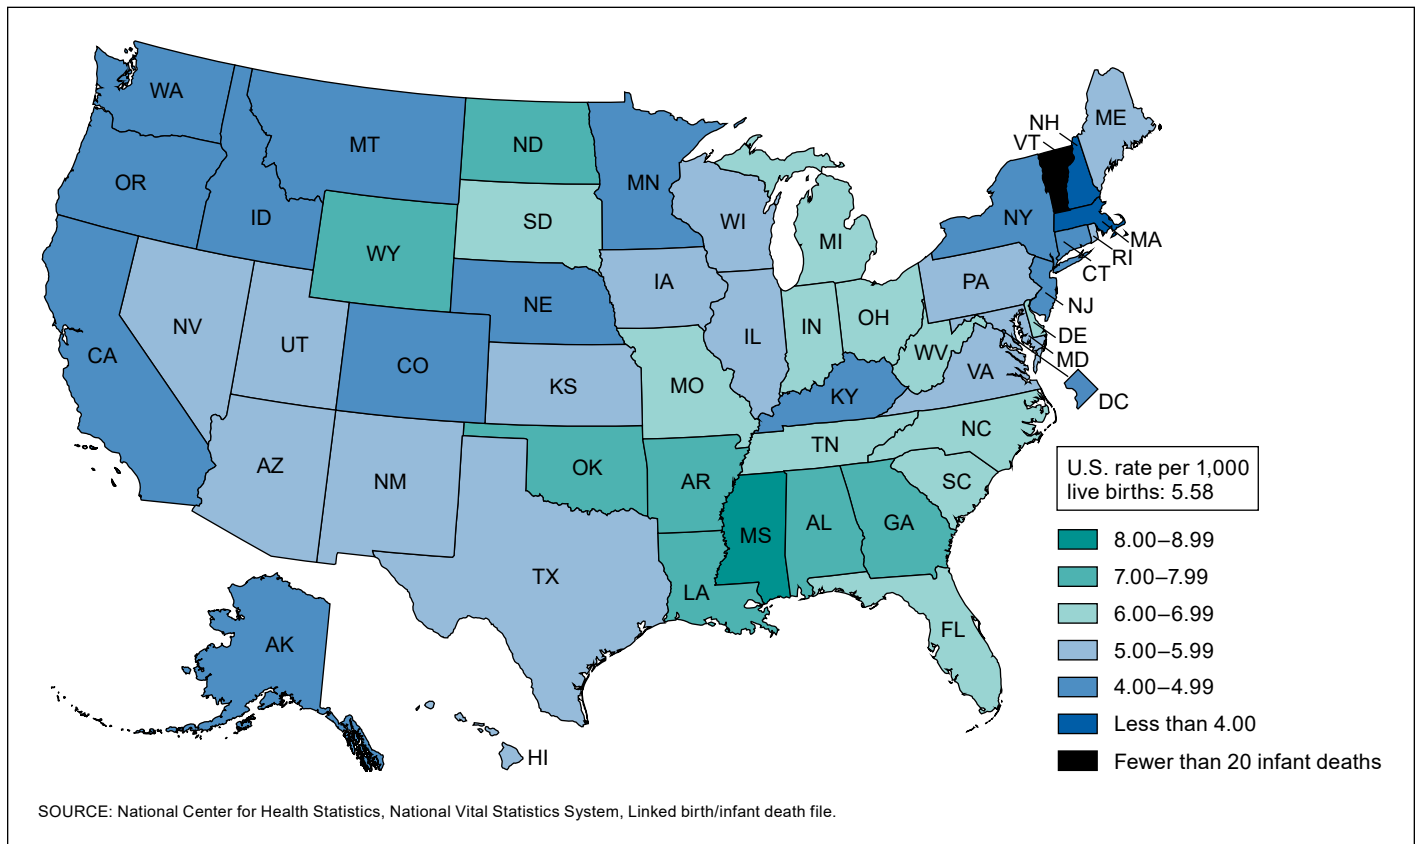 WA
MT
ND
MN
OR
ID
SD
WI
MI
NH
VT
ME
NY
MA
RI
CT
WY
NE
IA
PA
NJ
NV
UT
CO
IL
IN
OH
DE
MD
CA
KS
MO
WV
VA
KY
DC
AZ
NM
OK
AR
TN
NC
SC
TX
LA
MS
AL
GA
FL
AK
HI
U.S. rate per 1,000
live births: 5.58
8.00–8.99
7.00–7.99
6.00–6.99
5.00–5.99
4.00–4.99
Less than 4.00
Fewer than 20 infant deaths
SOURCE: National Center for Health Statistics, National Vital Statistics System, Linked birth/infant death file.